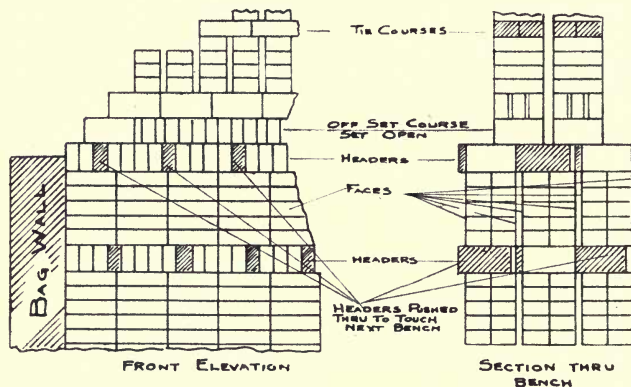 TIE COURSES
OFF SET COURSE
SET OPEN
HEADERS
FACES
BAG WALL
HEADERS
HEADERS PUSHED
THRU TO TOUCH
NEXT BENCH
FRONT ELEVATION
SECTION THRU
BENCH